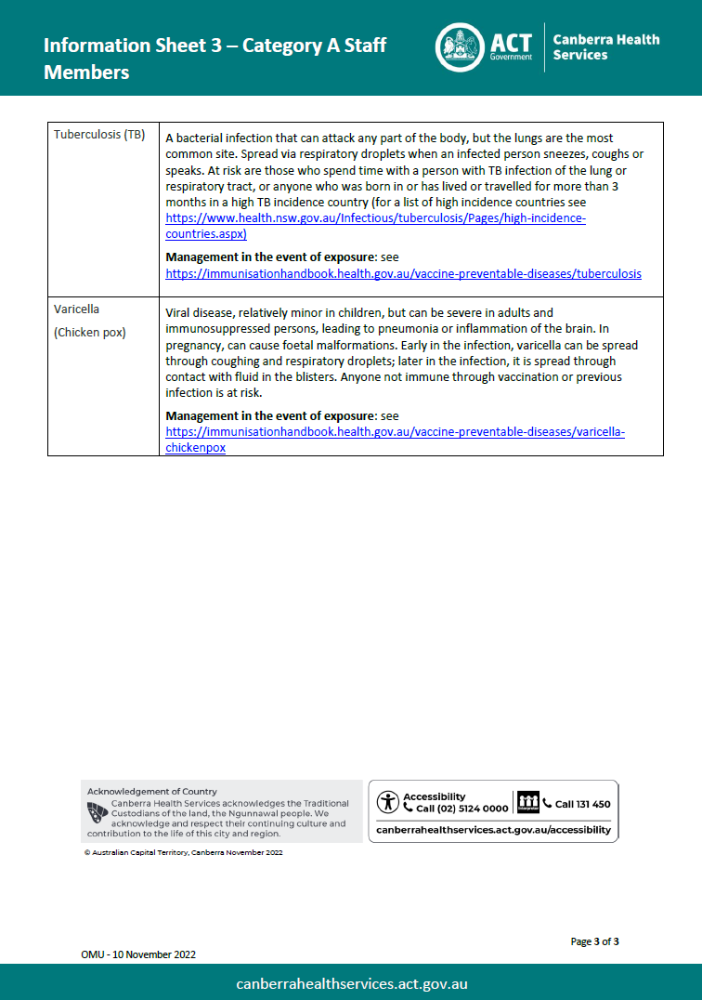 Information Sheet 3 – Category A Staff
Members
ACT
Government
Canberra Health
Services
Tuberculosis (TB)
A bacterial infection that can attack any part of the body, but the lungs are the most
common site. Spread via respiratory droplets when an infected person sneezes, coughs or
speaks. At risk are those who spend time with a person with TB infection of the lung or
respiratory tract, or anyone who was born in or has lived or travelled for more than 3
months in a high TB incidence country (for a list of high incidence countries see
https://www.health.nsw.gov.au/Infectious/tuberculosis/Pages/high-incidence-
countries.aspx)
Management in the event of exposure: see
https://immunisationhandbook.health.gov.au/vaccine-preventable-diseases/tuberculosis
Varicella
(Chicken pox)
Viral disease, relatively minor in children, but can be severe in adults and
immunosuppressed persons, leading to pneumonia or inflammation of the brain. In
pregnancy, can cause foetal malformations. Early in the infection, varicella can be spread
through coughing and respiratory droplets; later in the infection, it is spread through
contact with fluid in the blisters. Anyone not immune through vaccination or previous
infection is at risk.
Management in the event of exposure: see
https://immunisationhandbook.health.gov.au/vaccine-preventable-diseases/varicella-
chickenpox
Acknowledgement of Country
Canberra Health Services acknowledges the Traditional
Custodians of the land, the Ngunnawal people. We
acknowledge and respect their continuing culture and
contribution to the life of this city and region.
Accessibility
Call (02) 5124 0000
Interpreter
Call 131 450
canberrahealthservices.act.gov.au/accessibility
© Australian Capital Territory, Canberra November 2022
Page 3 of 3
OMU - 10 November 2022
canberrahealthservices.act.gov.au